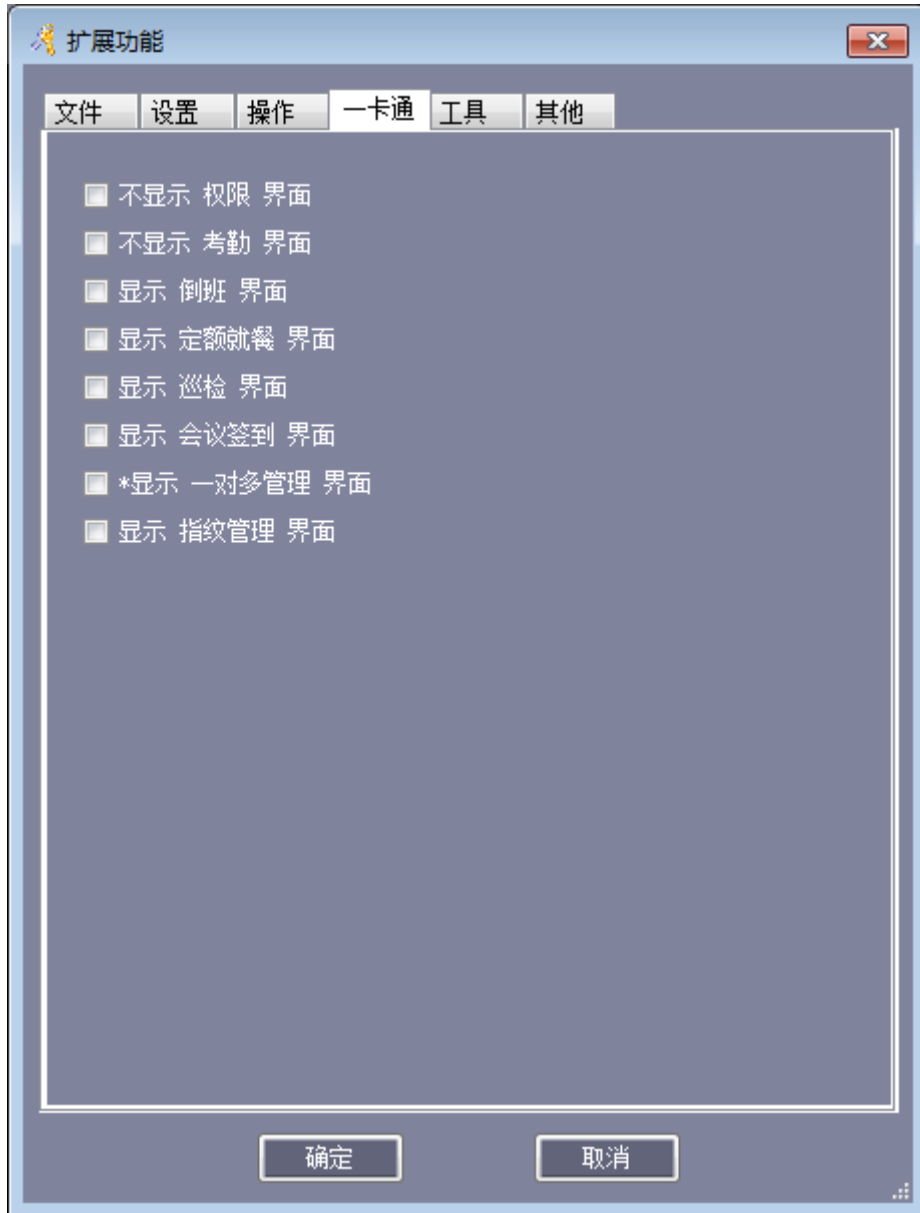 扩展功能
文件 设置 操作 一卡通 工具 其他
不显示 权限 界面
不显示 考勤 界面
显示 倒班 界面
显示 定额就餐 界面
显示 巡检 界面
显示 会议签到 界面
*显示 一对多管理 界面
显示 指纹管理 界面
确定 取消